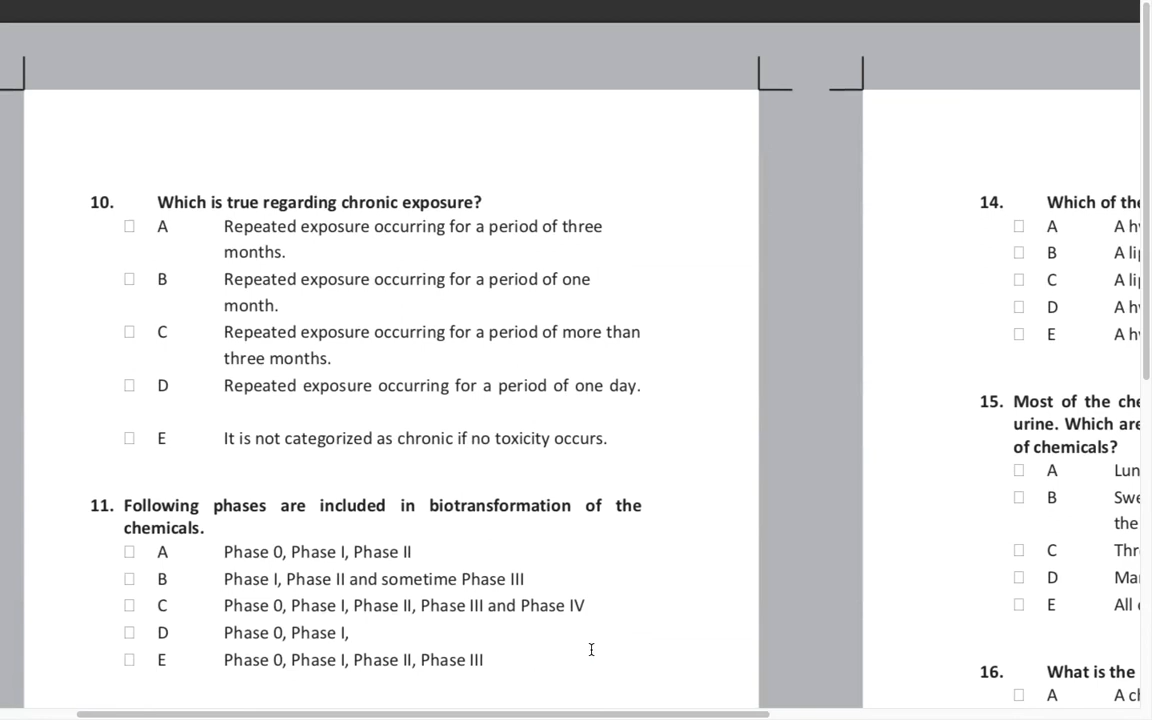 10. Which is true regarding chronic exposure?
A Repeated exposure occurring for a period of three
months.
B Repeated exposure occurring for a period of one
month.
C Repeated exposure occurring for a period of more than
three months.
D Repeated exposure occurring for a period of one day.
E It is not categorized as chronic if no toxicity occurs.
11. Following phases are included in biotransformation of the
chemicals.
A Phase 0, Phase I, Phase II
B Phase I, Phase II and sometime Phase III
C Phase 0, Phase I, Phase II, Phase III and Phase IV
D Phase 0, Phase I,
E Phase 0, Phase I, Phase II, Phase III
14. Which of the
A A
B A
C A
D A
E A
15. Most of the
urine. Which are
of chemicals?
A
B
the
C
D
E All
16. What is the
A A